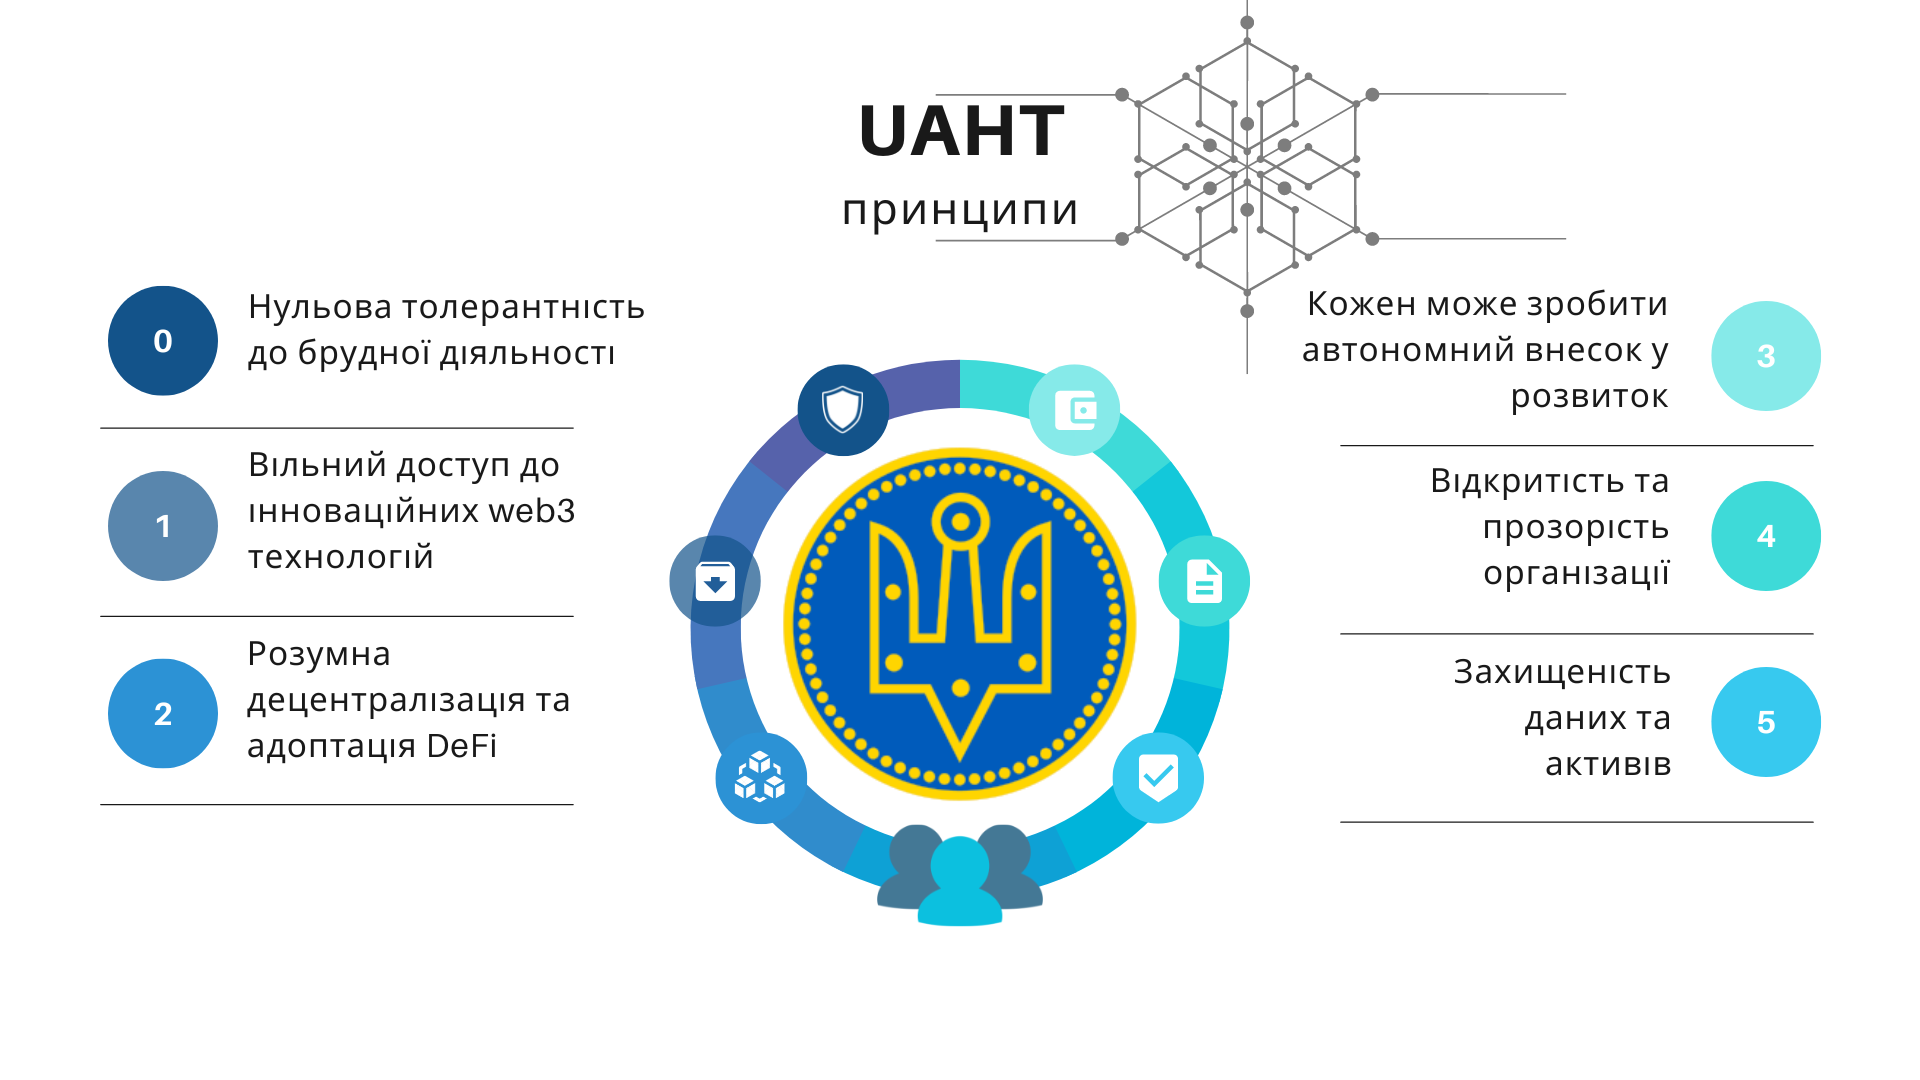 UAHT
принципи
0
Нульова толерантність
до брудної діяльності
1
Вільний доступ до
інноваційних web3
технологій
2
Розумна
децентралізація та
адоптація DeFi
Кожен може зробити
автономний внесок у
розвиток
3
Відкритість та
прозорість
організації
4
Захищеність
даних та
активів
5